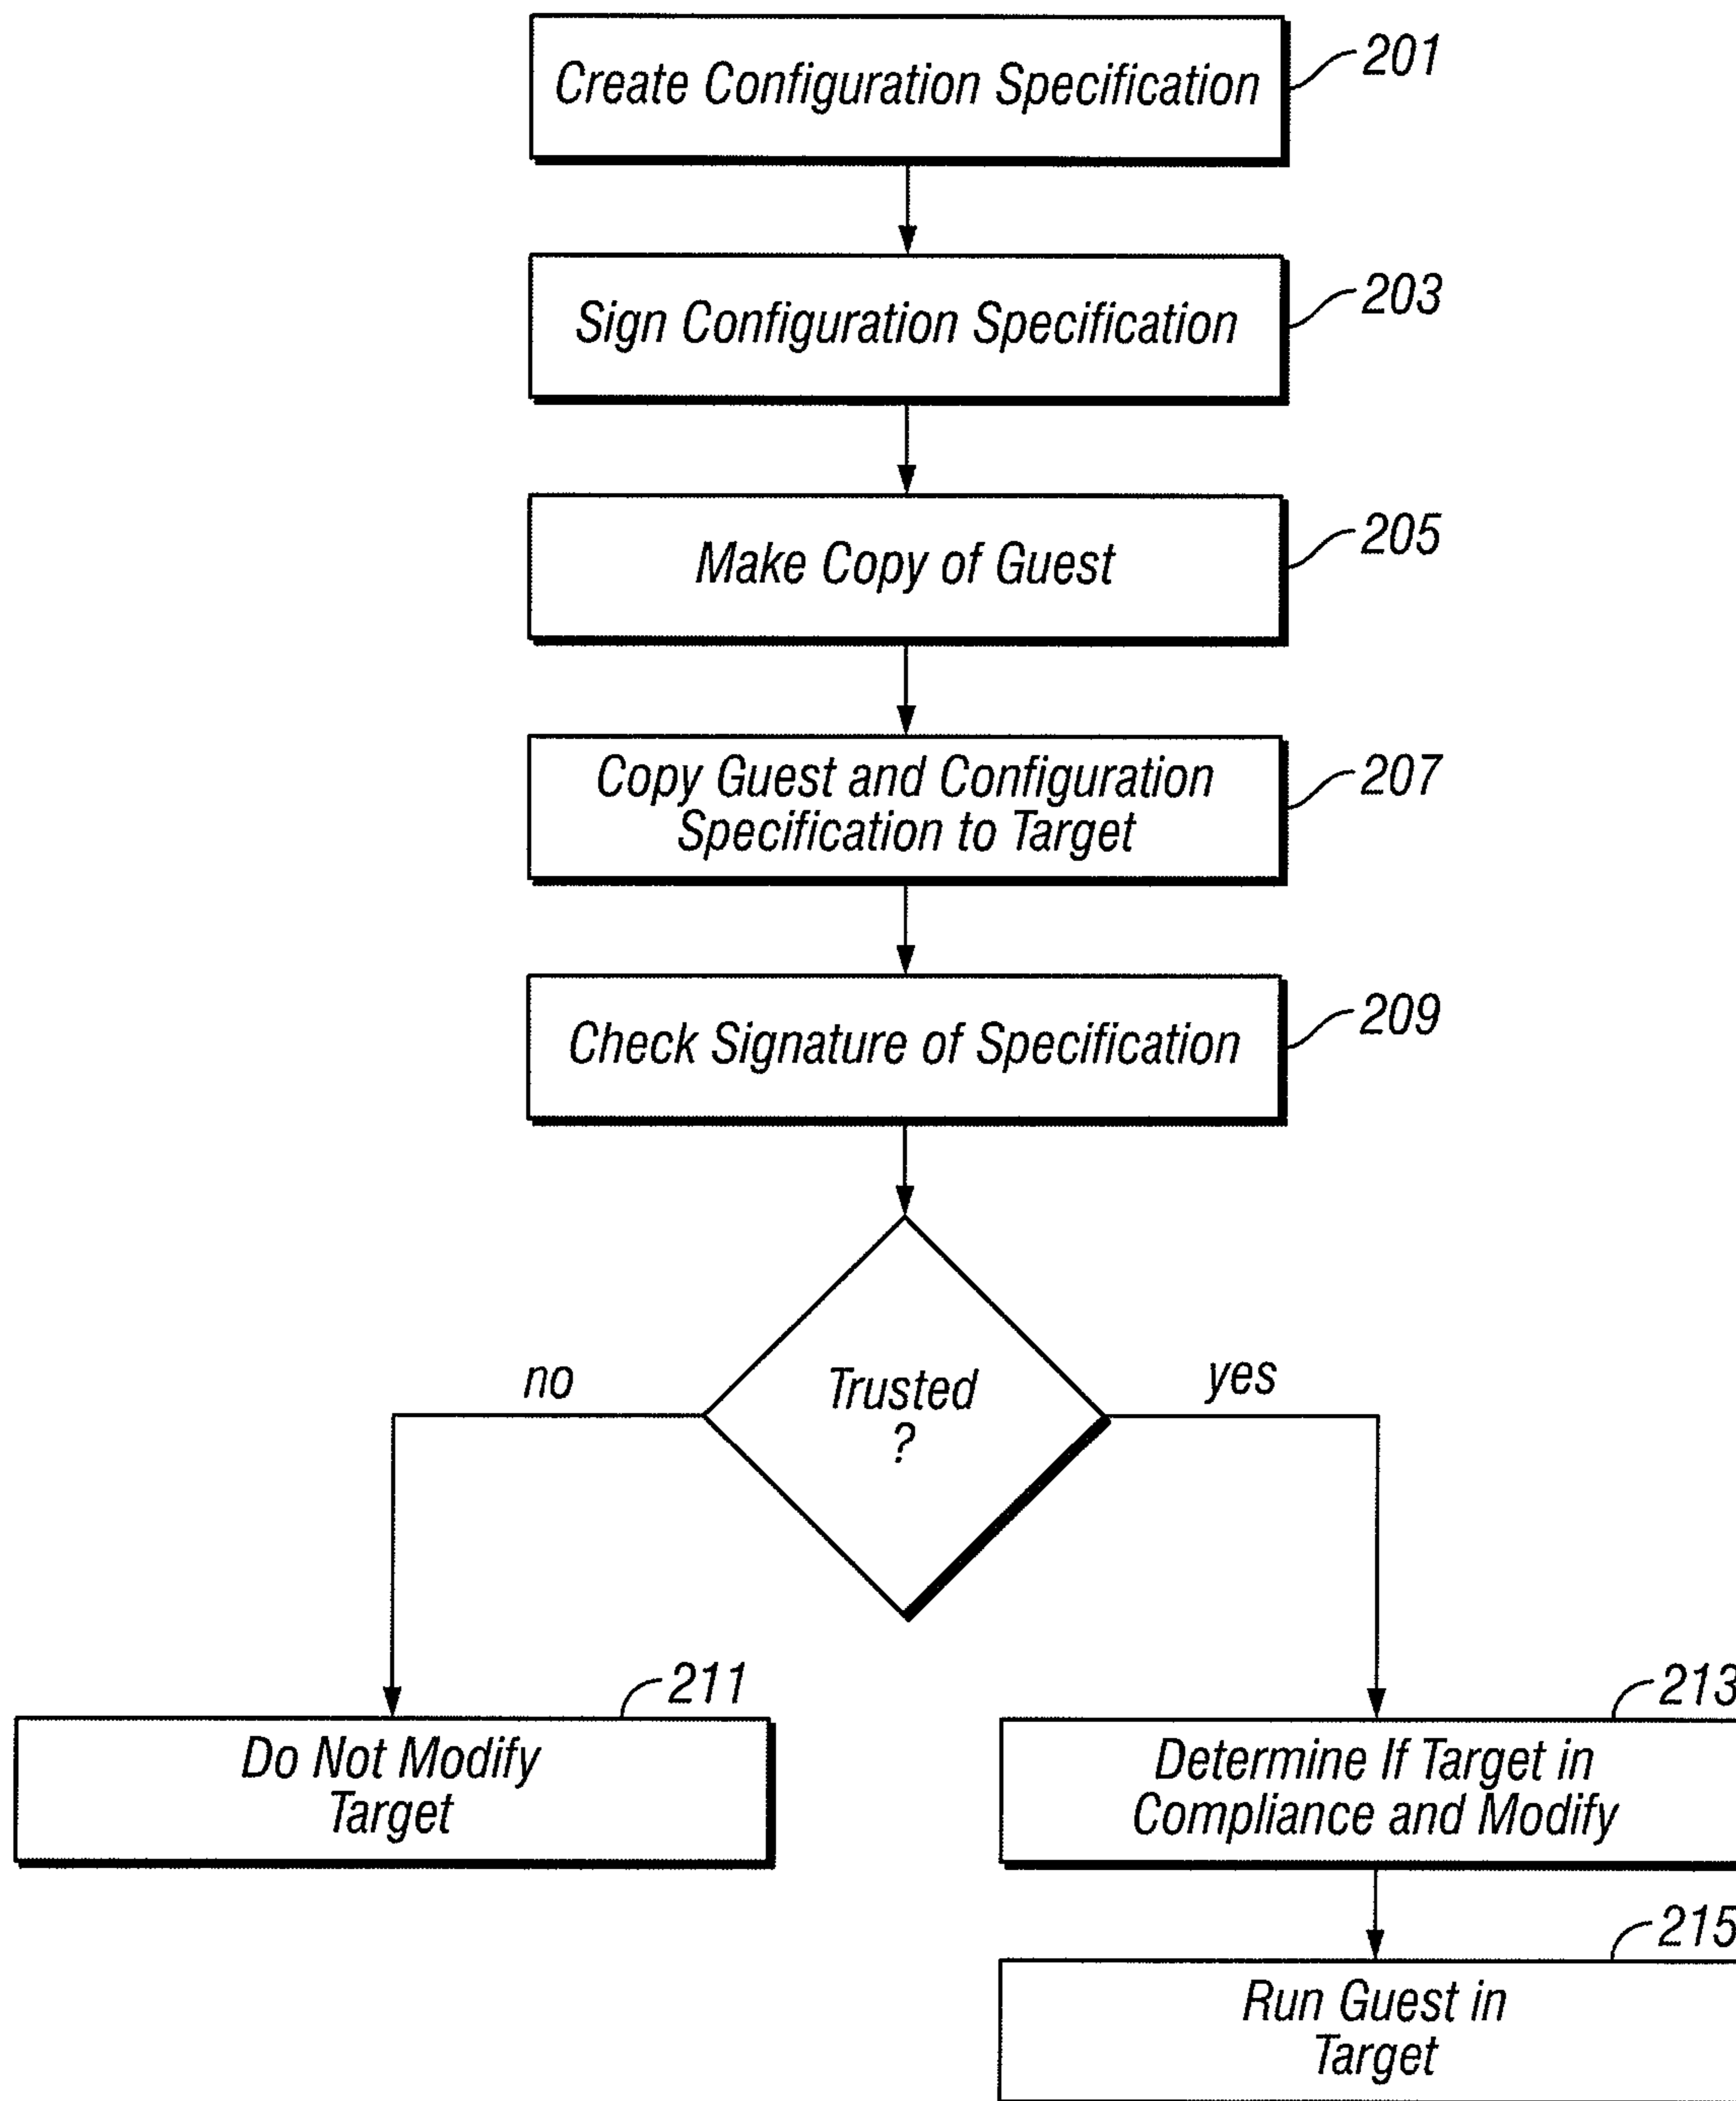 Create Configuration Specification
201
Sign Configuration Specification
203
Make Copy of Guest
205
Copy Guest and Configuration
Specification to Target
207
Check Signature of Specification
209
Trusted
?
no
yes
211
Do Not Modify
Target
213
Determine If Target in
Compliance and Modify
215
Run Guest in
Target